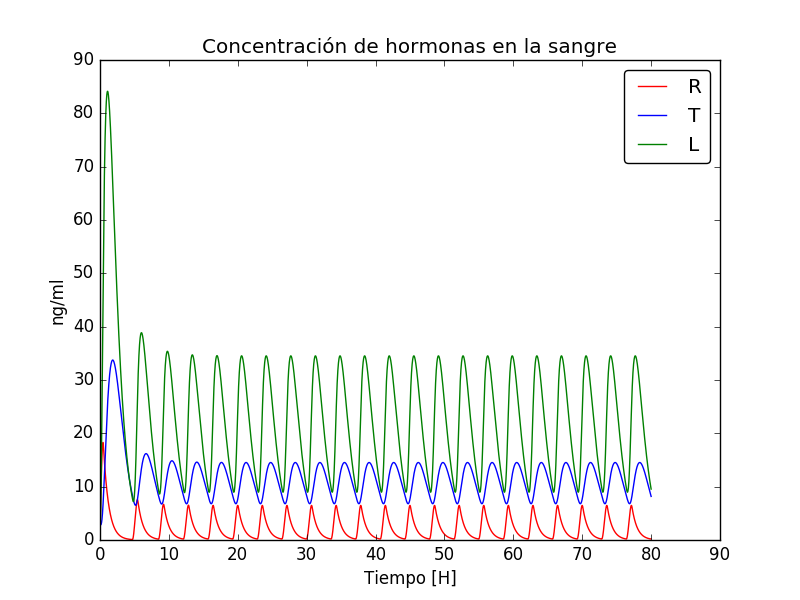 Concentración de hormonas en la sangre
R
T
L
ng/ml
90
80
70
60
50
40
30
20
10
0
0 10 20 30 40 50 60 70 80 90
Tiempo [H]